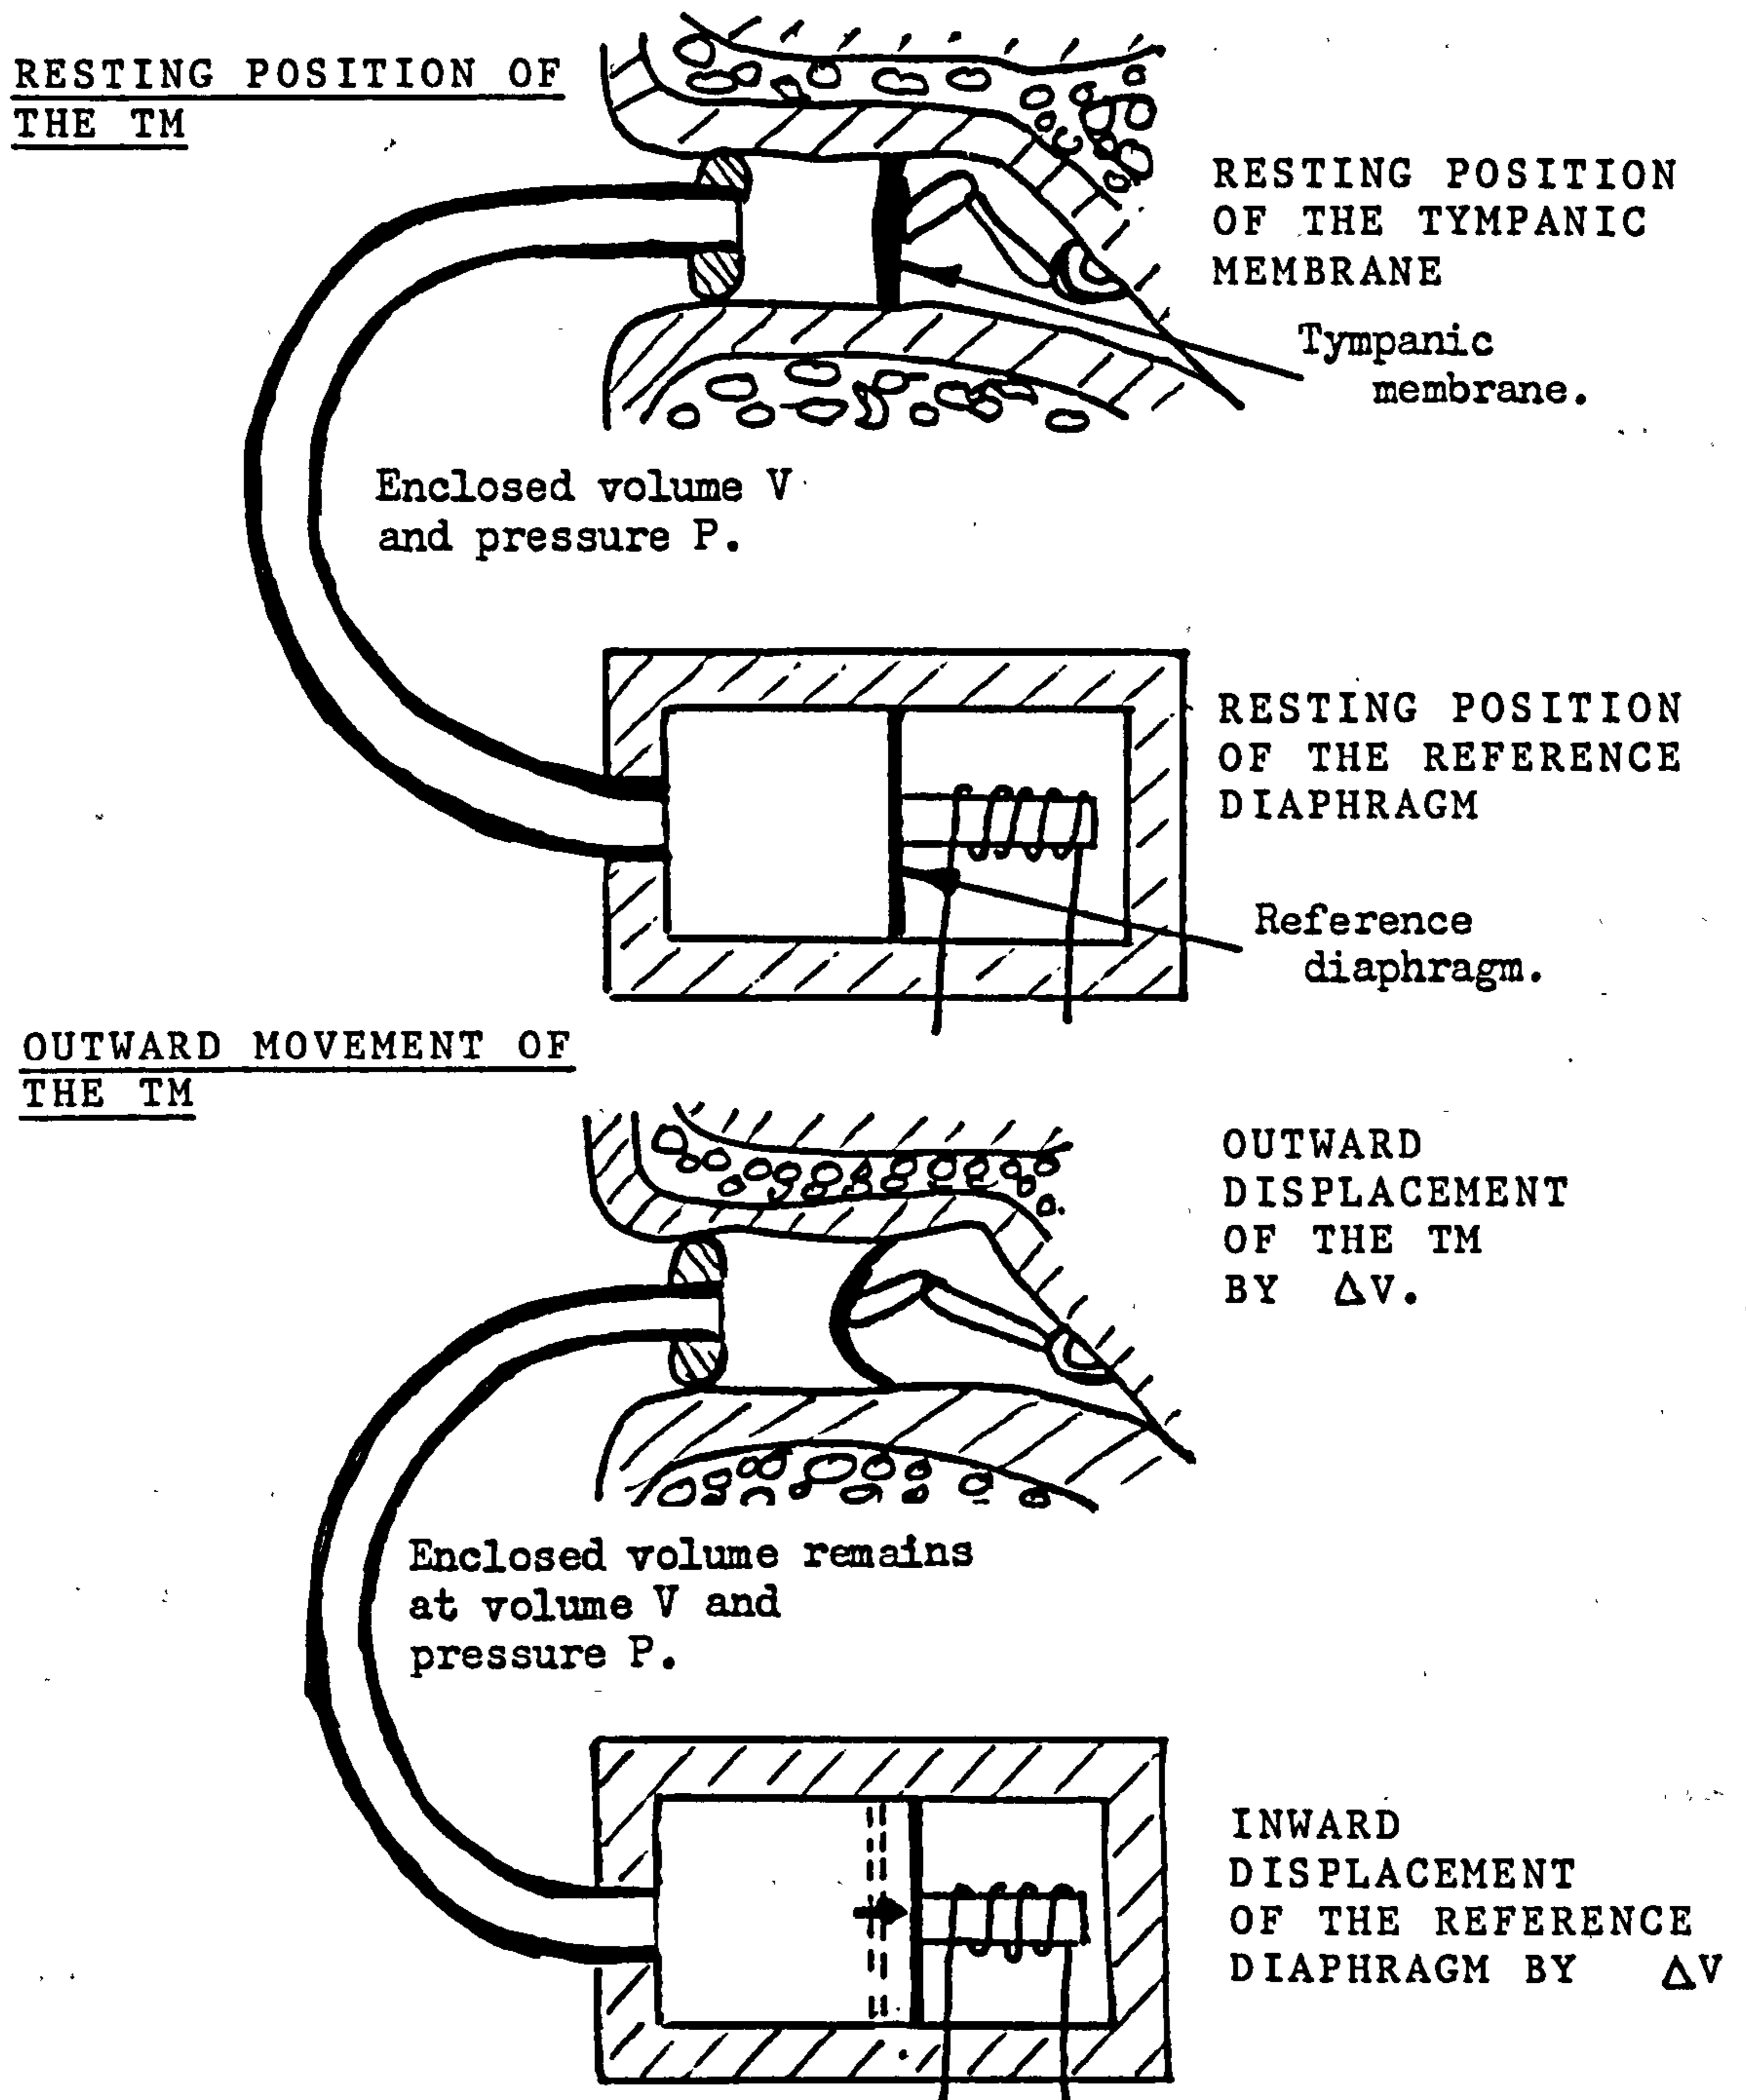 RESTING POSITION OF
THE TM
RESTING POSITION
OF THE TYMPANIC
MEMBRANE
Tympanic
membrane.
Enclosed volume V
and pressure P.
RESTING POSITION
OF THE REFERENCE
DIAPHRAGM
Reference
diaphragm.
OUTWARD MOVEMENT OF
THE TM
OUTWARD
DISPLACEMENT
OF THE TM
BY ΔV.
Enclosed volume remains
at volume V and
pressure P.
INWARD
DISPLACEMENT
OF THE REFERENCE
DIAPHRAGM BY ΔV